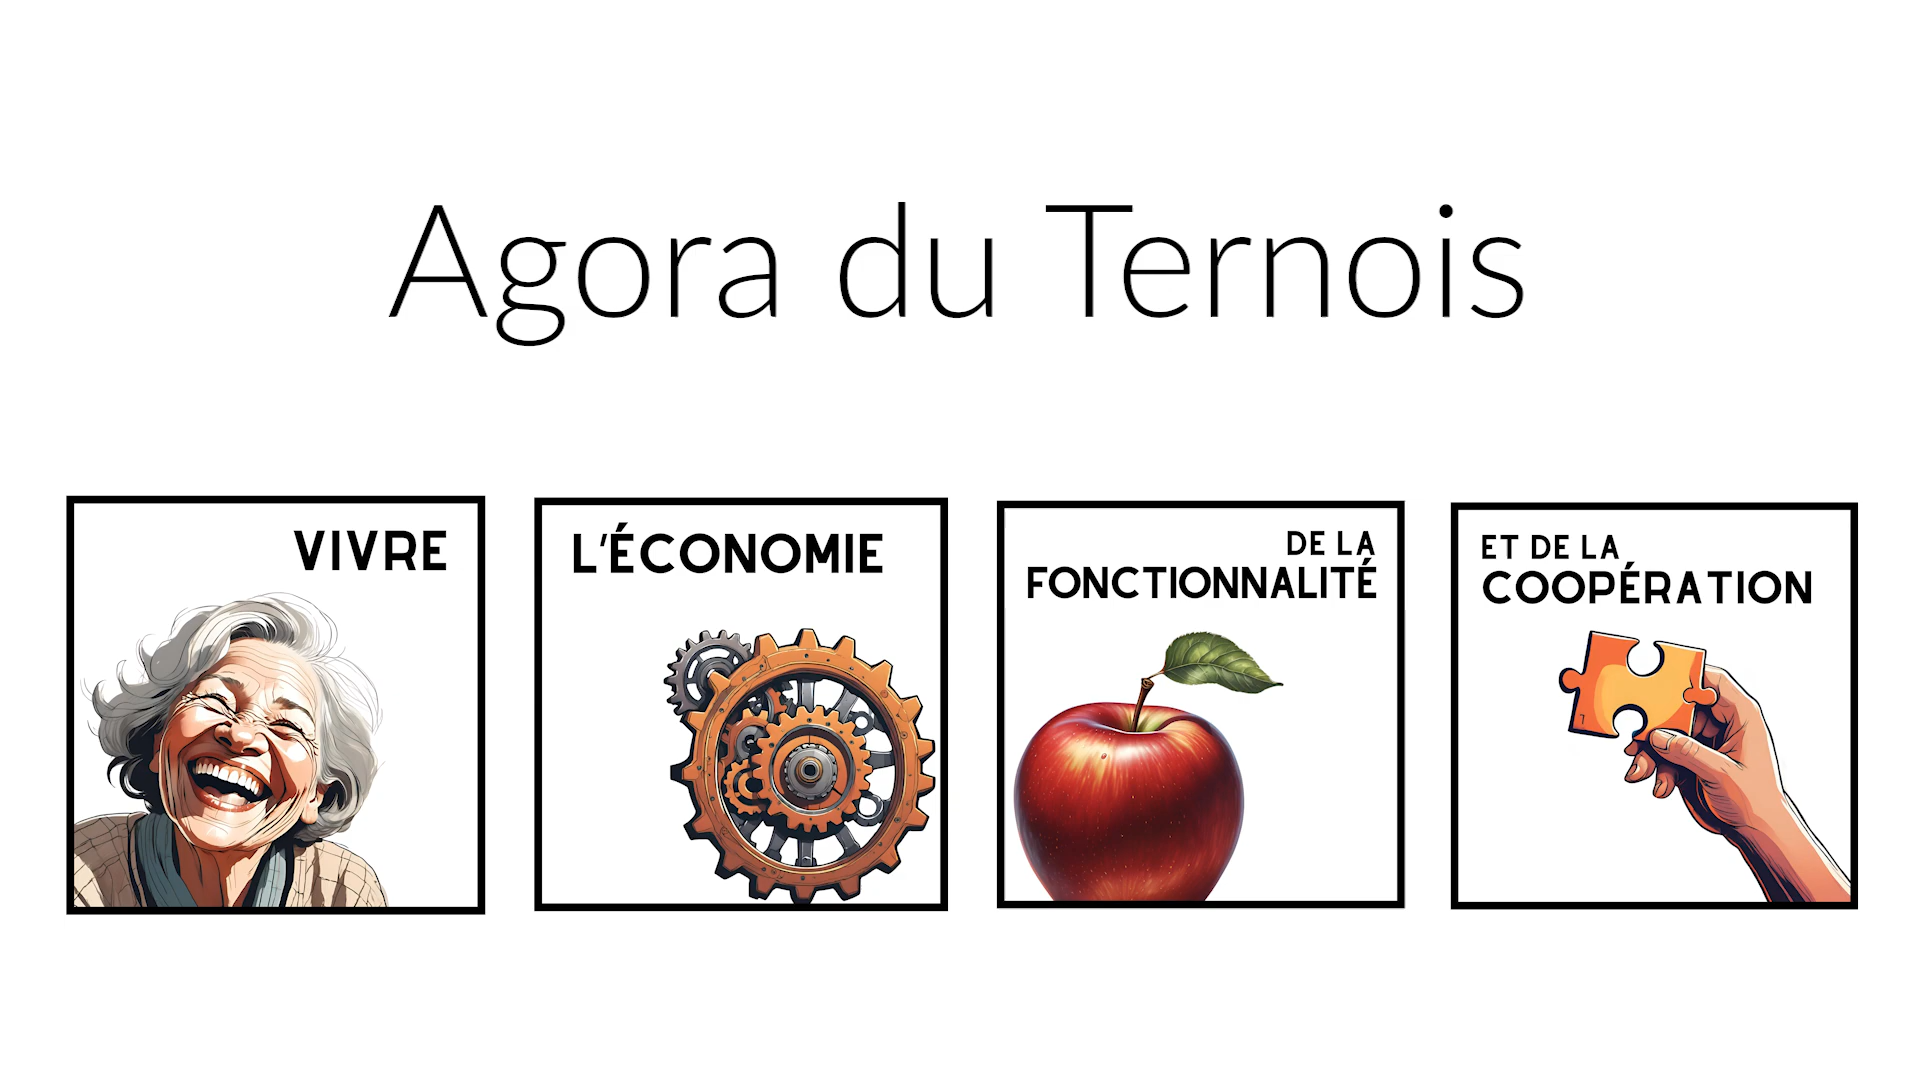 Agora du Ternois
VIVRE
L'ÉCONOMIE
DE LA
FONCTIONNALITÉ
ET DE LA
COOPÉRATION